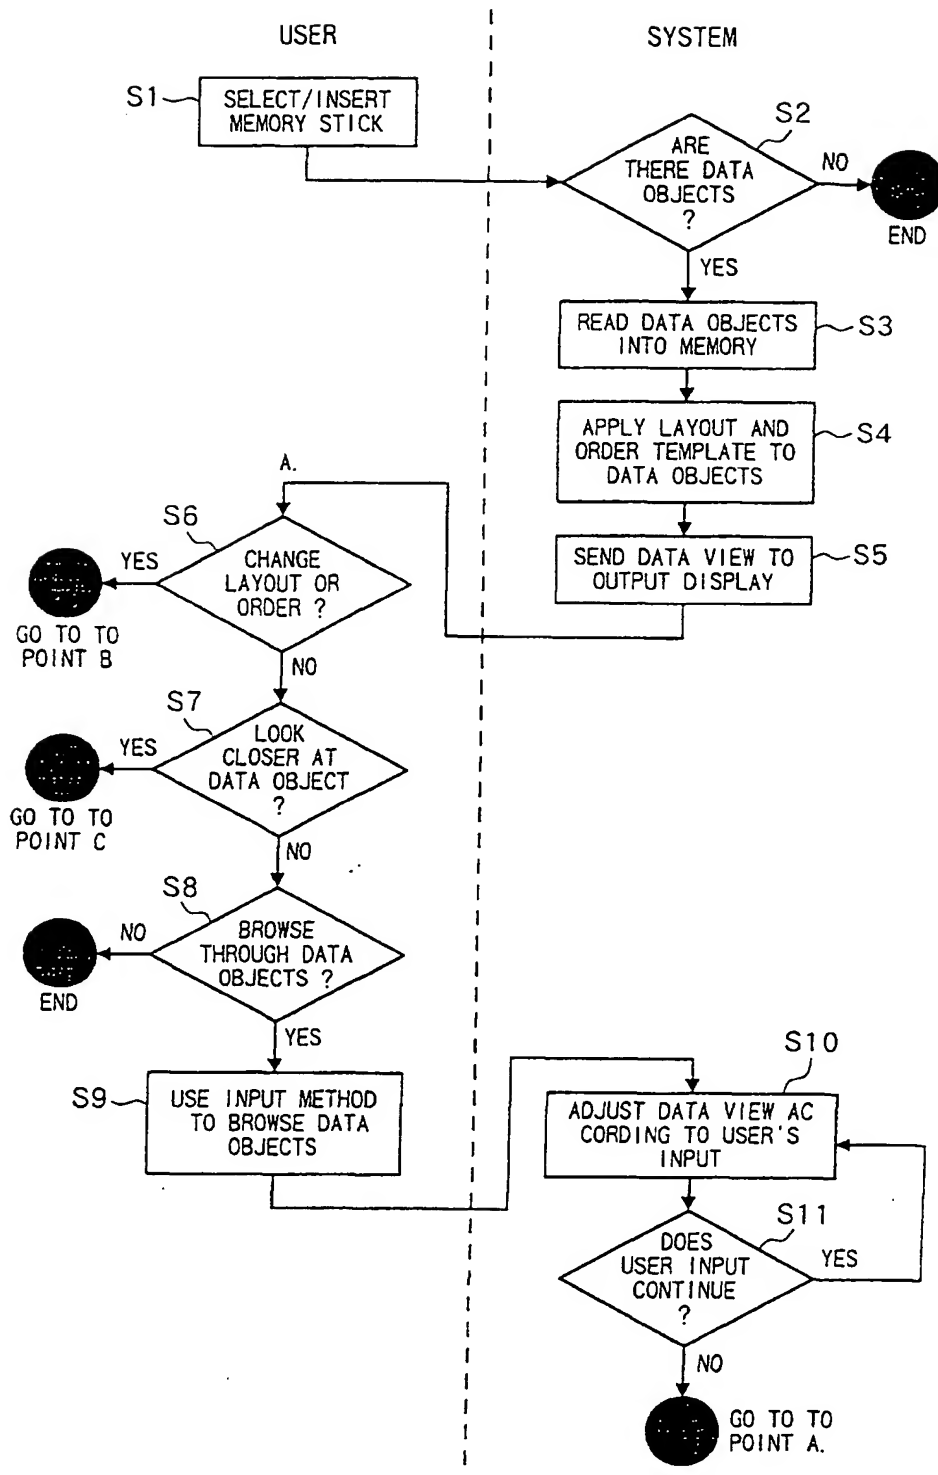 USER
SYSTEM
S1
SELECT/INSERT
MEMORY STICK
S2
ARE
THERE DATA
OBJECTS
?
NO
END
YES
READ DATA OBJECTS
INTO MEMORY
S3
APPLY LAYOUT AND
ORDER TEMPLATE TO
DATA OBJECTS
S4
SEND DATA VIEW TO
OUTPUT DISPLAY
S5
A.
S6
CHANGE
LAYOUT OR
ORDER ?
YES
GO TO TO
POINT B
NO
S7
LOOK
CLOSER AT
DATA OBJECT
?
YES
GO TO TO
POINT C
NO
S8
BROWSE
THROUGH DATA
OBJECTS ?
NO
END
YES
S9
USE INPUT METHOD
TO BROWSE DATA
OBJECTS
S10
ADJUST DATA VIEW AC
CORDING TO USER'S
INPUT
S11
DOES
USER INPUT
CONTINUE
?
YES
NO
GO TO TO
POINT A.